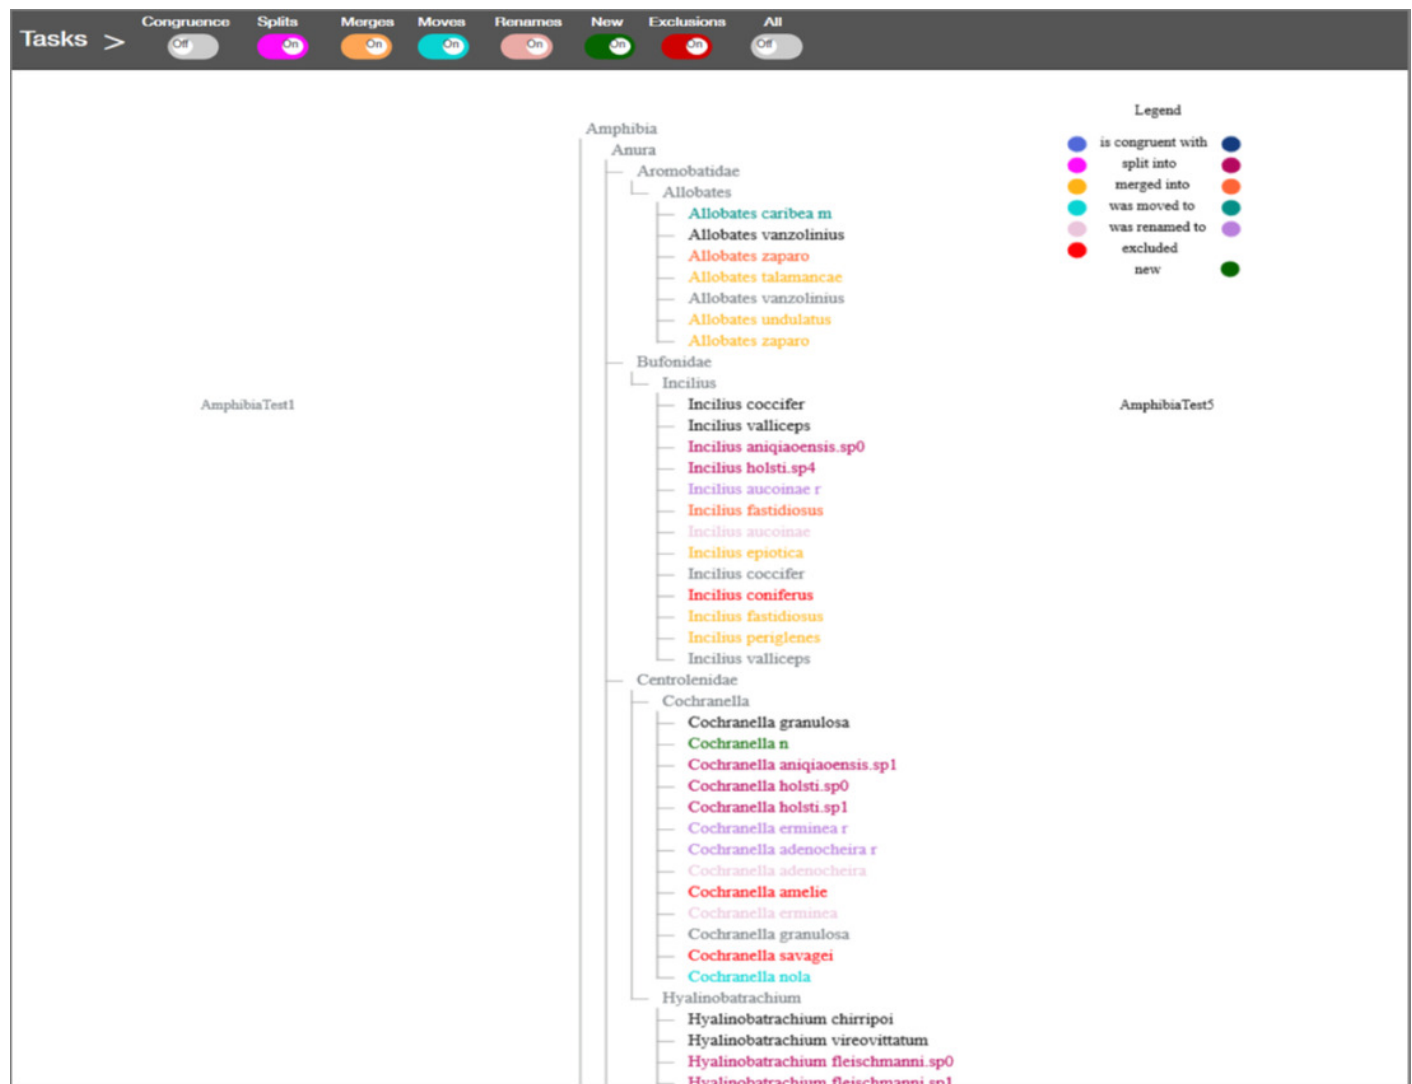 Tasks >
Congruence Splits Merges Moves Renames New Exclusions All
Off On On On On On On Off
Legend
is congruent with
split into
merged into
was moved to
was renamed to
excluded
new
AmphibiaTest1
AmphibiaTest5
Amphibia
Anura
Aromobatidae
Allobates
Allobates caribea m
Allobates vanzolinius
Allobates zaparo
Allobates talamancae
Allobates vanzolinius
Allobates undulatus
Allobates zaparo
Bufonidae
Incilius
Incilius coccifer
Incilius valliceps
Incilius aniqiaoensis.sp0
Incilius holsti.sp4
Incilius aucoinae r
Incilius fastidiosus
Incilius aucoinae
Incilius epiotica
Incilius coccifer
Incilius coniferus
Incilius fastidiosus
Incilius periglenes
Incilius valliceps
Centrolenidae
Cochranella
Cochranella granulosa
Cochranella n
Cochranella aniqiaoensis.sp1
Cochranella holsti.sp0
Cochranella holsti.sp1
Cochranella erminea r
Cochranella adenocheira r
Cochranella adenocheira
Cochranella amelie
Cochranella erminea
Cochranella granulosa
Cochranella savagei
Cochranella nola
Hyalinobatrachium
Hyalinobatrachium chirripoi
Hyalinobatrachium vireovittatum
Hyalinobatrachium fleischmanni.sp0
Hyalinobatrachium fleischmanni.sp1